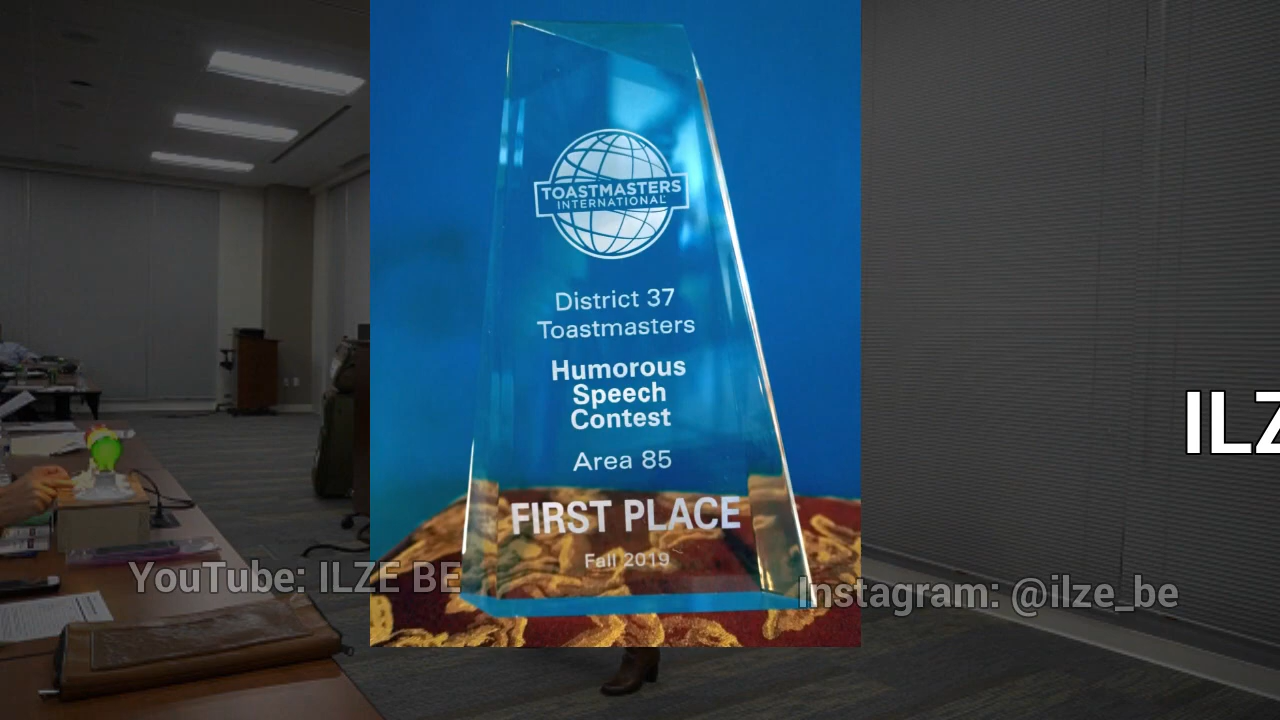 TOASTMASTERS
INTERNATIONAL
District 37
Toastmasters
Humorous
Speech
Contest
Area 85
FIRST PLACE
Fall 2019
ILZ
YouTube: ILZE BE
Instagram: @ilze_be